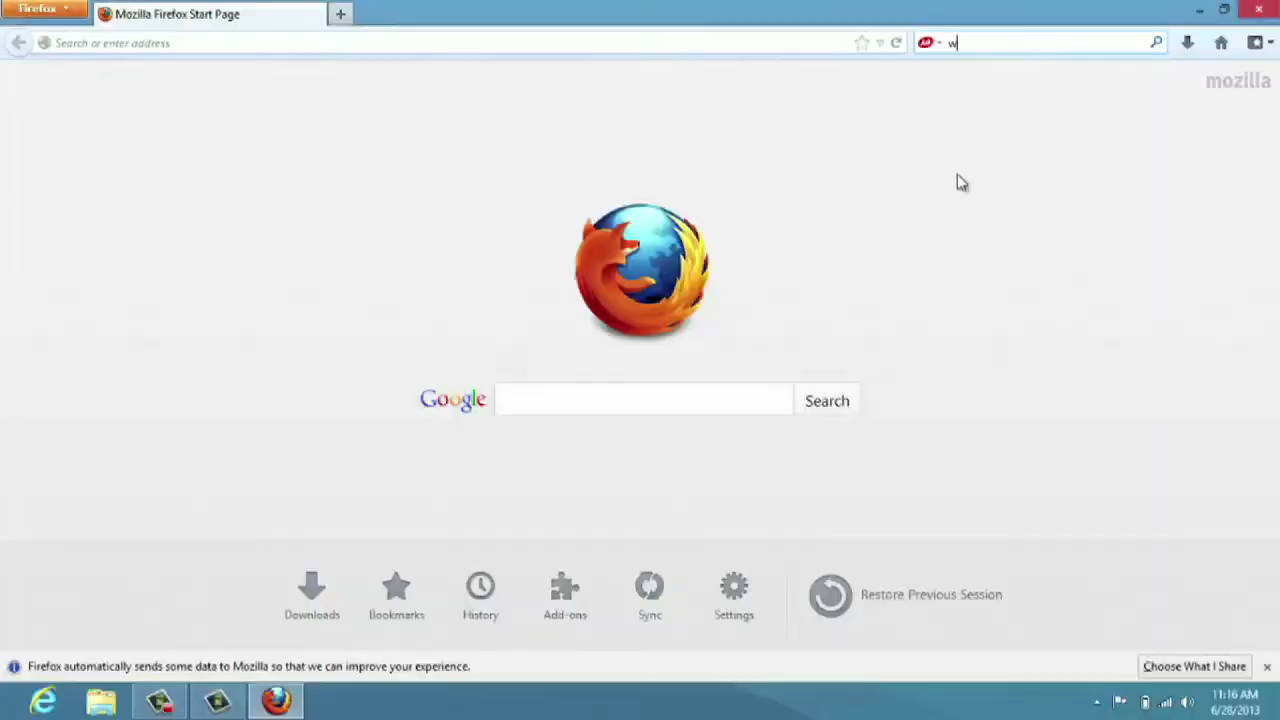 Firefox
Mozilla Firefox Start Page
Search or enter address
w
mozilla
Google
Search
Downloads
Bookmarks
History
Add-ons
Sync
Settings
Restore Previous Session
Firefox automatically sends some data to Mozilla so that we can improve your experience.
Choose What I Share
11:16 AM
6/28/2013